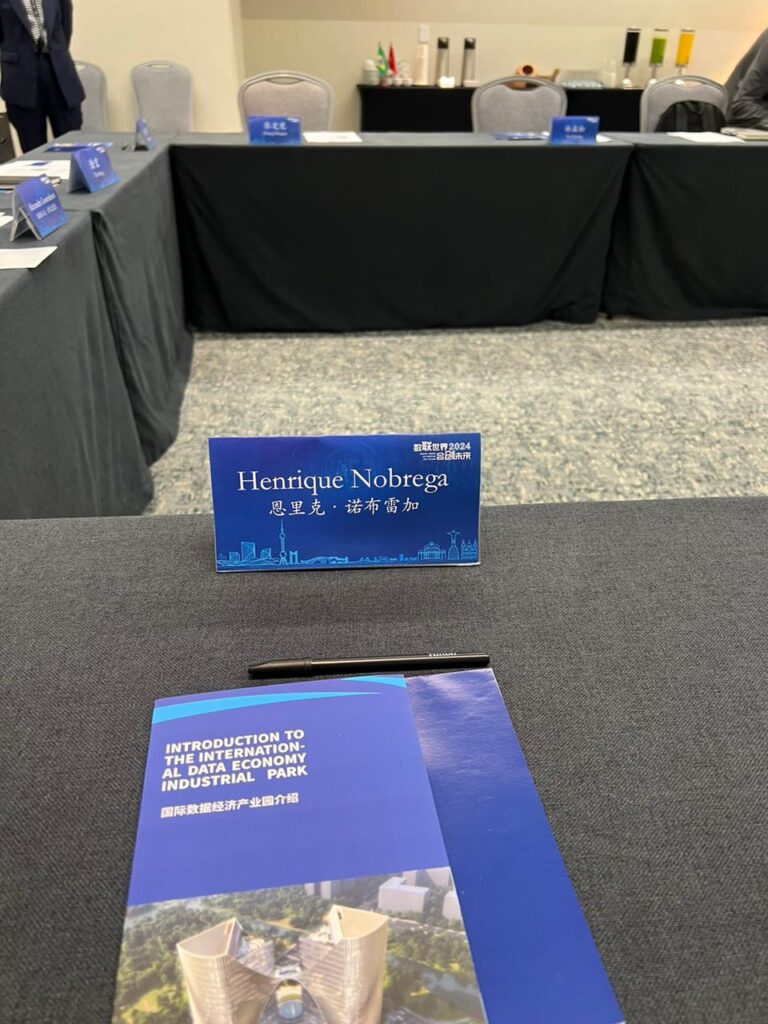 数联世界2024
合创未来
Henrique Nobrega
恩里克·诺布雷加
INTRODUCTION TO
THE INTERNATION-
AL DATA ECONOMY
INDUSTRIAL PARK
国际数据经济产业园介绍